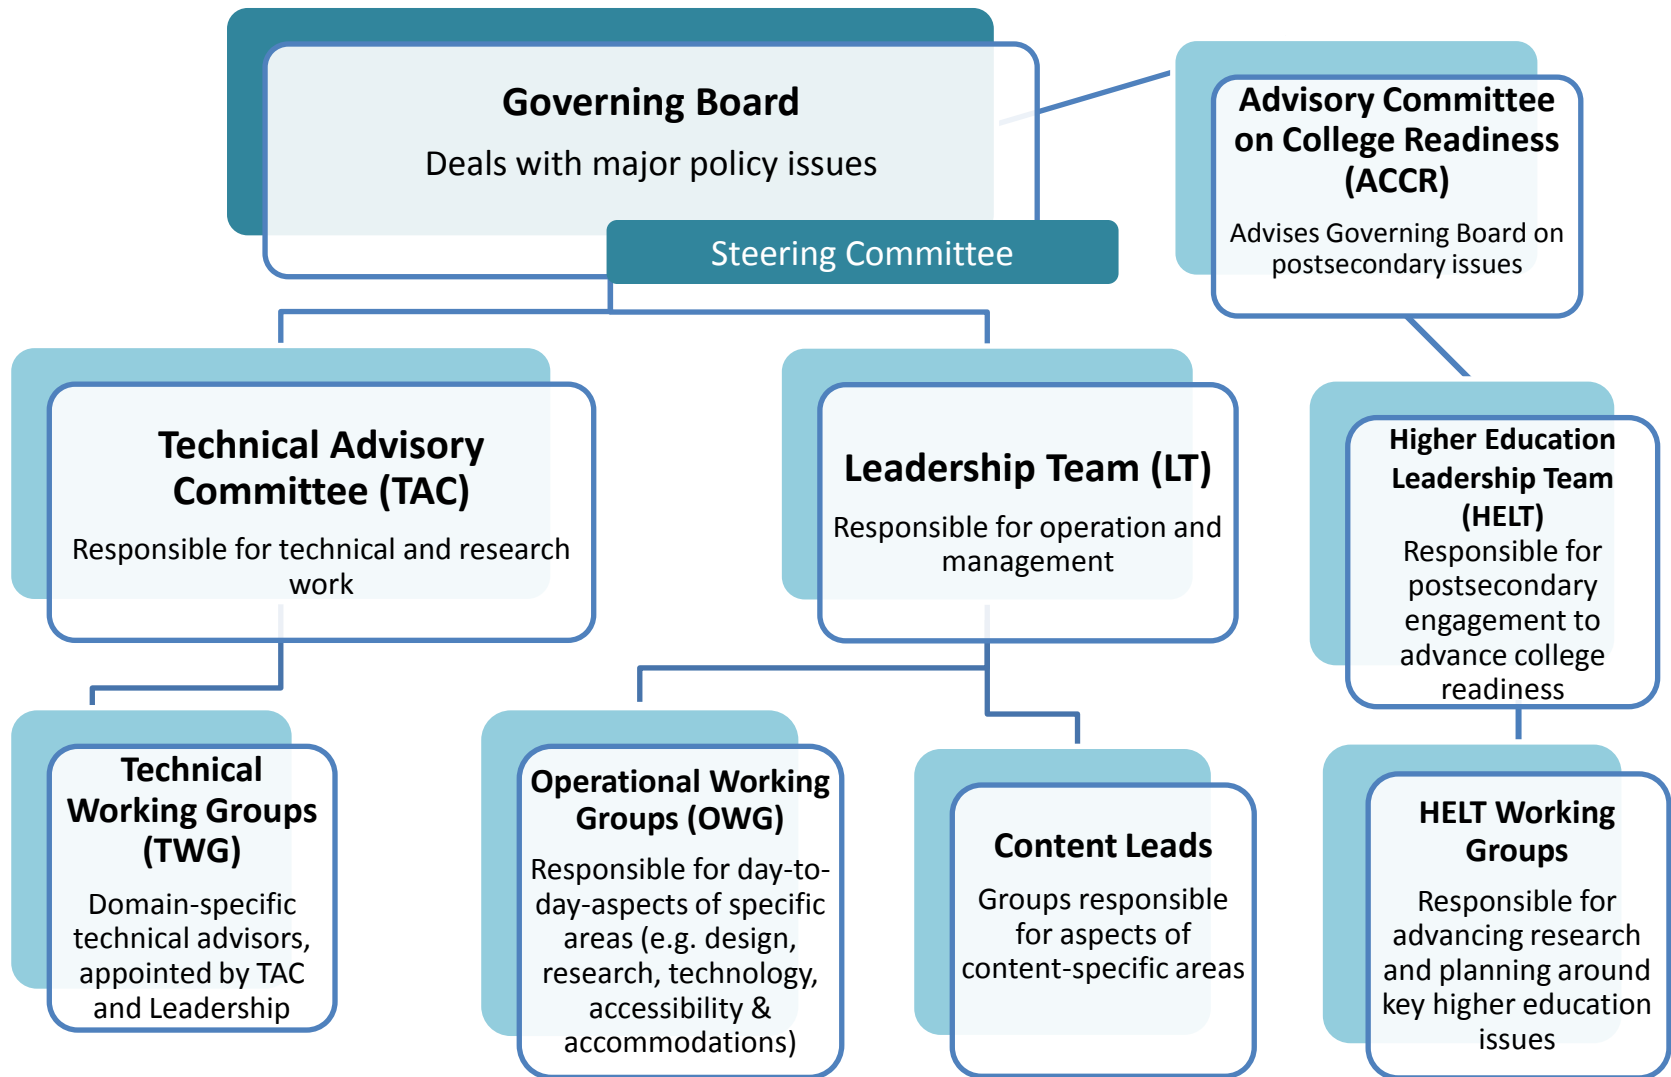 Governing Board
Deals with major policy issues
Steering Committee
Advisory Committee
on College Readiness
(ACCR)
Advises Governing Board on
postsecondary issues
Technical Advisory
Committee (TAC)
Responsible for technical and research
work
Leadership Team (LT)
Responsible for operation and
management
Higher Education
Leadership Team
(HELT)
Responsible for
postsecondary
engagement to
advance college
readiness
Technical
Working Groups
(TWG)
Domain-specific
technical advisors,
appointed by TAC
and Leadership
Operational Working
Groups (OWG)
Responsible for day-to-
day-aspects of specific
areas (e.g. design,
research, technology,
accessibility &
accommodations)
Content Leads
Groups responsible
for aspects of
content-specific areas
HELT Working
Groups
Responsible for
advancing research
and planning around
key higher education
issues